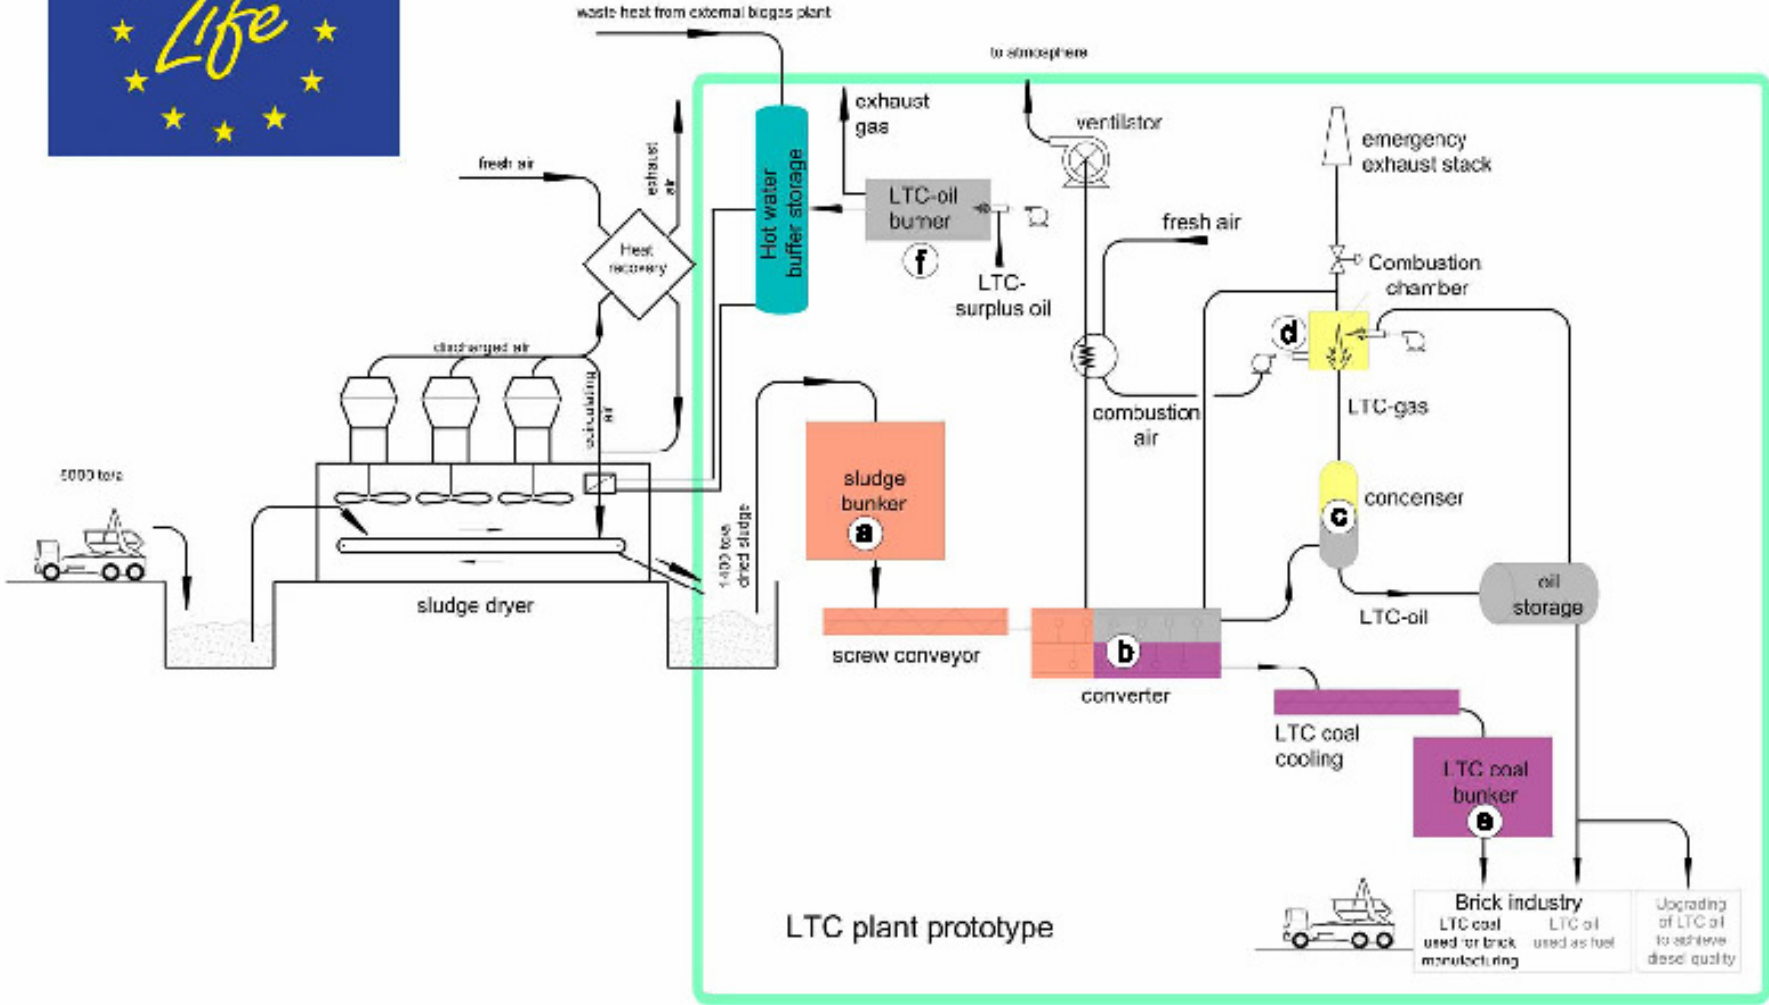 Life
waste heat from external biogas plant
to atmosphere
exhaust
gas
ventilator
emergency
exhaust stack
fresh air
exhaust
air
Hot water
buffer storage
LTC-oil
burner
f
LTC-
surplus oil
fresh air
Heat
recovery
Combustion
chamber
d
discharged air
recirculating
air
combustion
air
LTC-gas
sludge
bunker
a
concenser
c
1400 to/a
dried sludge
sludge dryer
oil
storage
LTC-oil
screw conveyor
b
converter
LTC coal
cooling
LTC coal
bunker
e
LTC plant prototype
Brick industry
LTC coal
used for brick
manufacturing
LTC oil
used as fuel
Upgrading
of LTC oil
to achieve
diesel quality